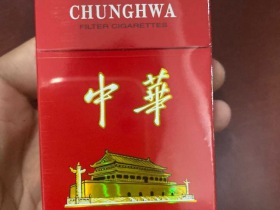 CHUNGHWA
FILTER CIGARETTES
中華